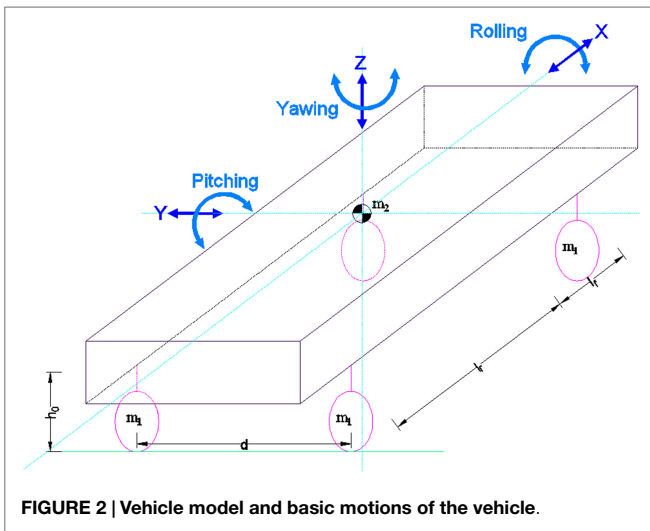 Rolling
X
Z
Yawing
Pitching
Y
m₂
m₁
h₀
m₁
m₁
d
FIGURE 2 | Vehicle model and basic motions of the vehicle.